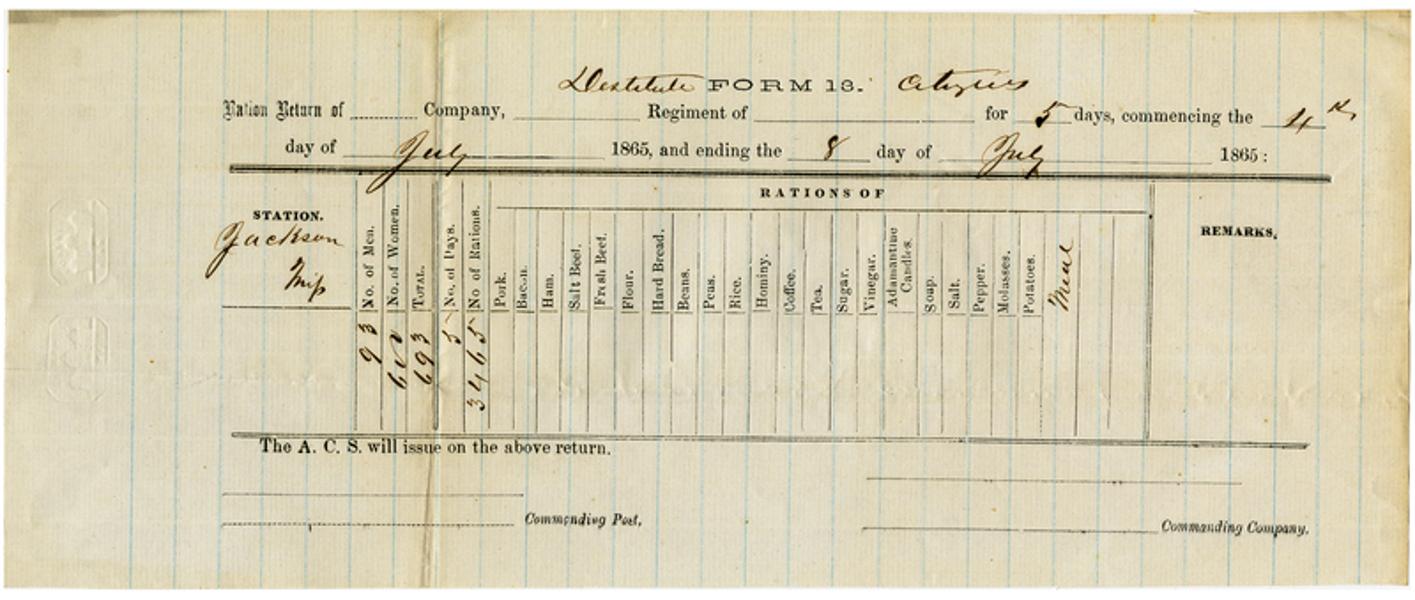 Destitute FORM 13. Citizens
Ration Return of Company, Regiment of for 5 days, commencing the 4th
day of July 1865, and ending the 8 day of July 1865:
RATIONS OF
STATION.
Jackson
Miss
No. of Men.
No. of Women.
TOTAL.
No. of Days.
No of Rations.
Pork.
Bacon.
Ham.
Salt Beef.
Fresh Beef.
Flour.
Hard Bread.
Beans.
Peas.
Rice.
Hominy.
Coffee.
Tea.
Sugar.
Vinegar.
Adamantine
Candles.
Soap.
Salt.
Pepper.
Molasses.
Potatoes.
Meal
REMARKS.
93
600
693
5
3465
The A. C. S. will issue on the above return.
Commending Post.
Commanding Company.